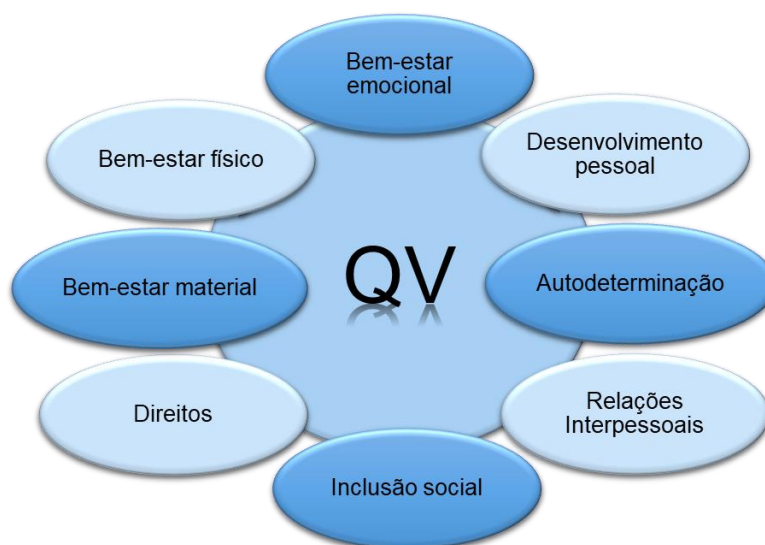 Bem-estar
emocional
Bem-estar físico
Desenvolvimento
pessoal
QV
Bem-estar material
Autodeterminação
Direitos
Relações
Interpessoais
Inclusão social